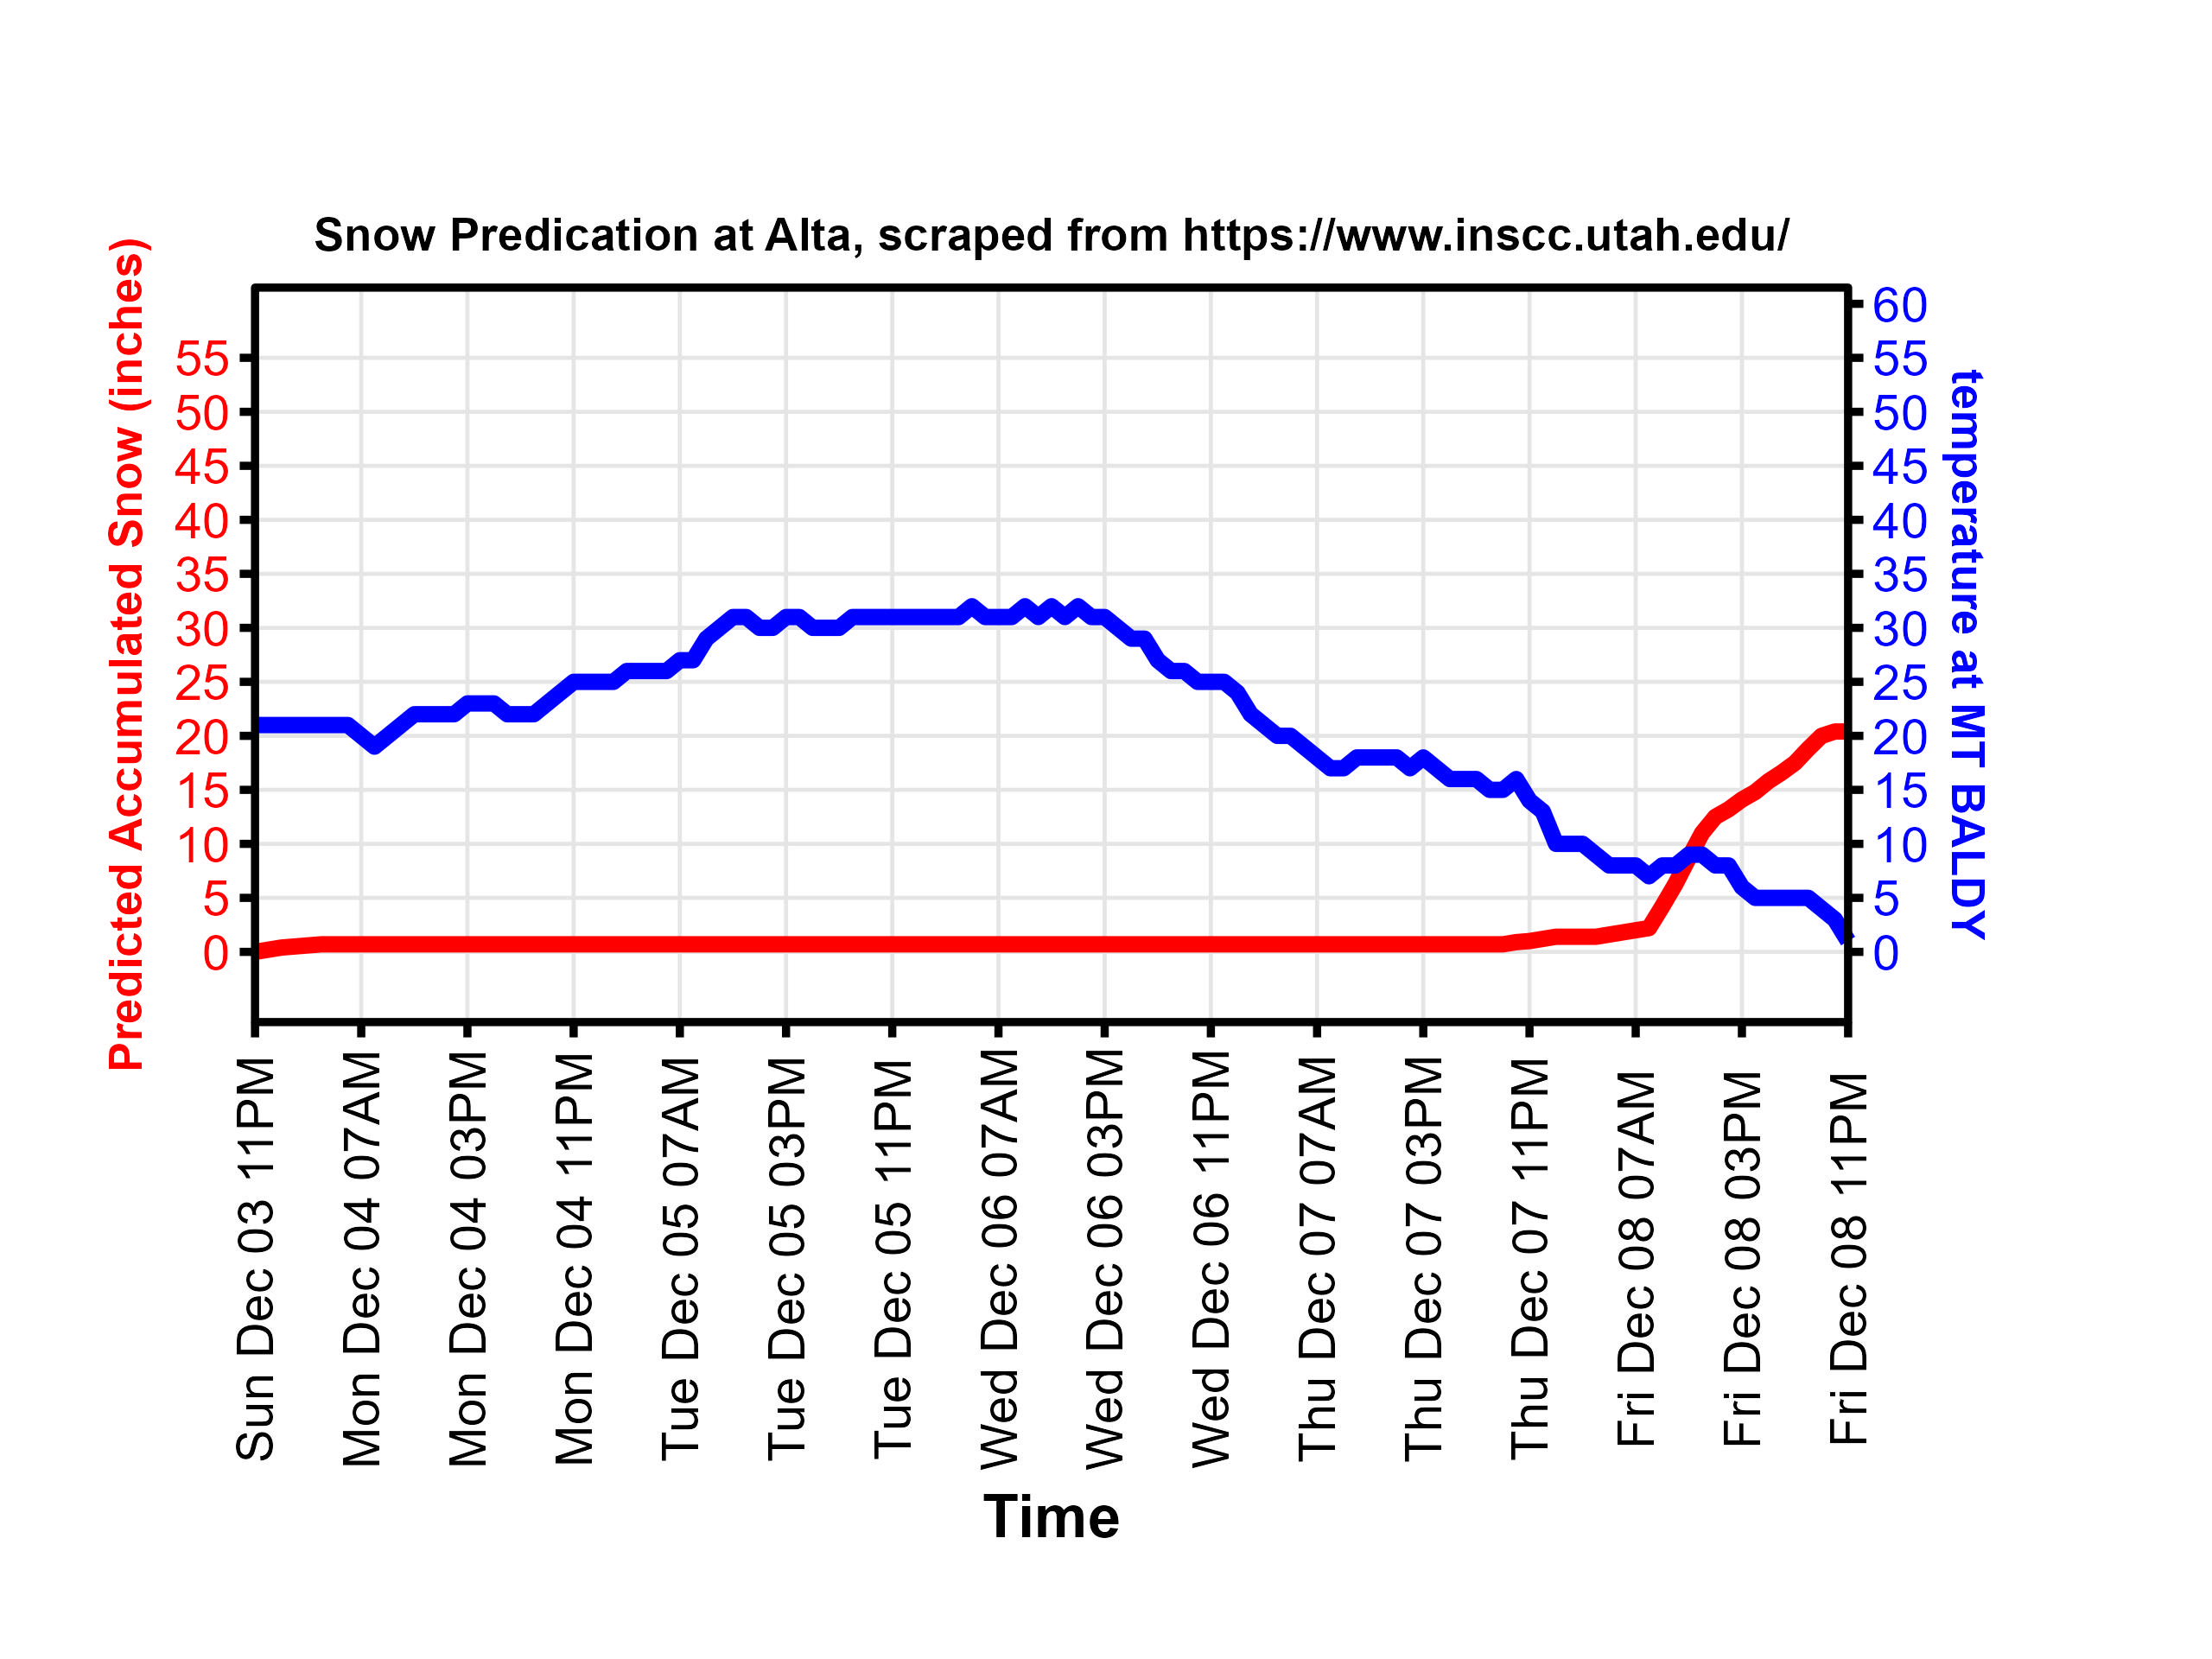 Snow Predication at Alta, scraped from https://www.inscc.utah.edu/
Predicted Accumulated Snow (inches)
55
50
45
40
35
30
25
20
15
10
5
0
60
55
50
45
40
35
30
25
20
15
10
5
0
temperature at MT BALDY
Sun Dec 03 11PM
Mon Dec 04 07AM
Mon Dec 04 03PM
Mon Dec 04 11PM
Tue Dec 05 07AM
Tue Dec 05 03PM
Tue Dec 05 11PM
Wed Dec 06 07AM
Wed Dec 06 03PM
Wed Dec 06 11PM
Thu Dec 07 07AM
Thu Dec 07 03PM
Thu Dec 07 11PM
Fri Dec 08 07AM
Fri Dec 08 03PM
Fri Dec 08 11PM
Time